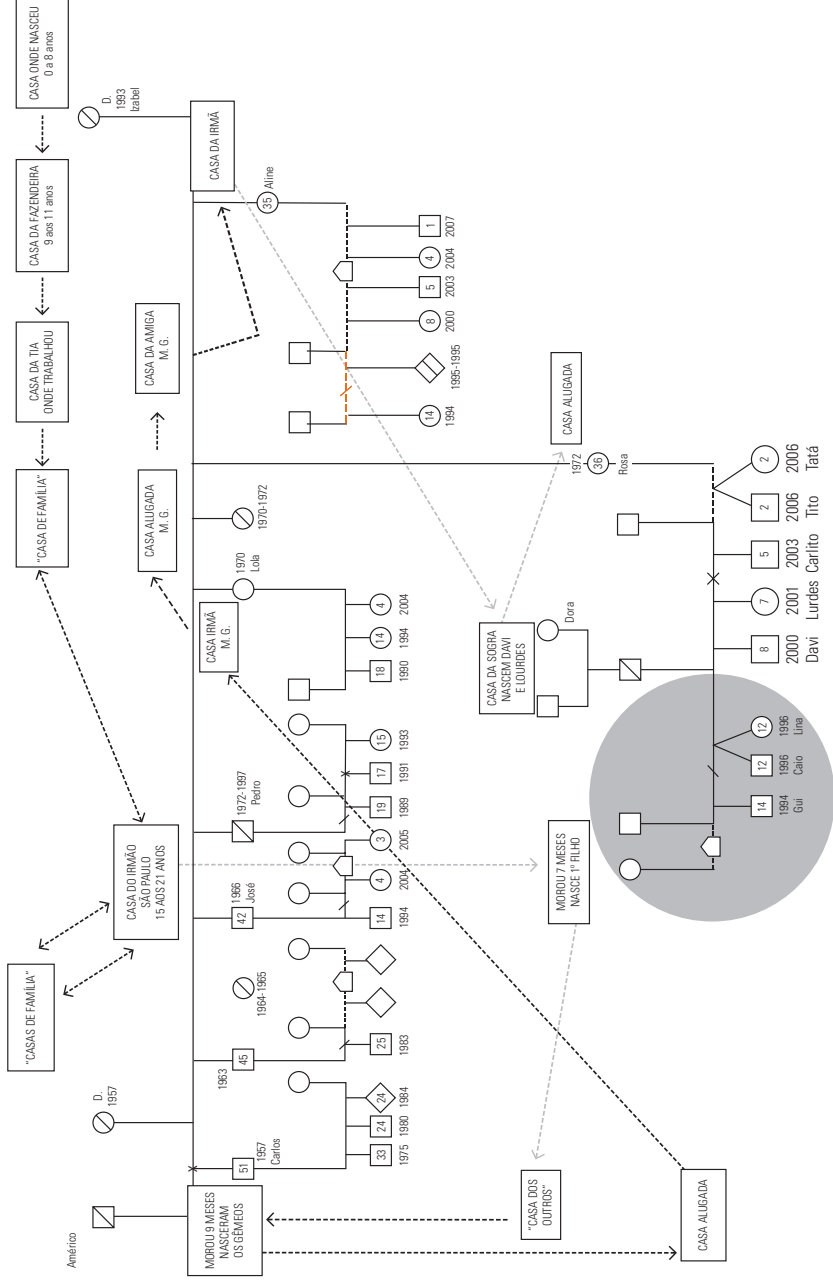 CASA ONDE NASCEU
0 a 8 anos
CASA DA FAZENDEIRA
9 aos 11 anos
CASA DA TIA
ONDE TRABALHOU
"CASA DE FAMÍLIA"
CASA DO IRMÃO
SÃO PAULO
15 AOS 21 ANOS
"CASAS DE FAMÍLIA"
D.
1993
Izabel
CASA DA IRMÃ
CASA DA AMIGA
M. G.
CASA ALUGADA
M. G.
CASA IRMÃ
M. G.
Américo
D.
1957
MOROU 9 MESES
NASCERAM
OS GÊMEOS
51
1957
Carlos
33
1975
24
1980
24
1984
1963
45
25
1983
1964-1965
42
1966
José
14
1994
4
2004
3
2005
1972-1997
Pedro
19
1989
17
1991
15
1993
1970
Lola
18
1990
14
1994
4
2004
1970-1972
35
Aline
14
1994
1995-1995
8
2000
5
2003
4
2004
1
2007
1972
36
Rosa
CASA ALUGADA
CASA DA SOGRA
NASCEM DAVI
E LOURDES
Dora
MOROU 7 MESES
NASCE 1º FILHO
"CASA DOS
OUTROS"
CASA ALUGADA
14
1994
Gui
12
1996
Caio
12
1996
Lina
8
2000
Davi
7
2001
Lurdes
5
2003
Carlito
2
2006
Tito
2
2006
Tatá